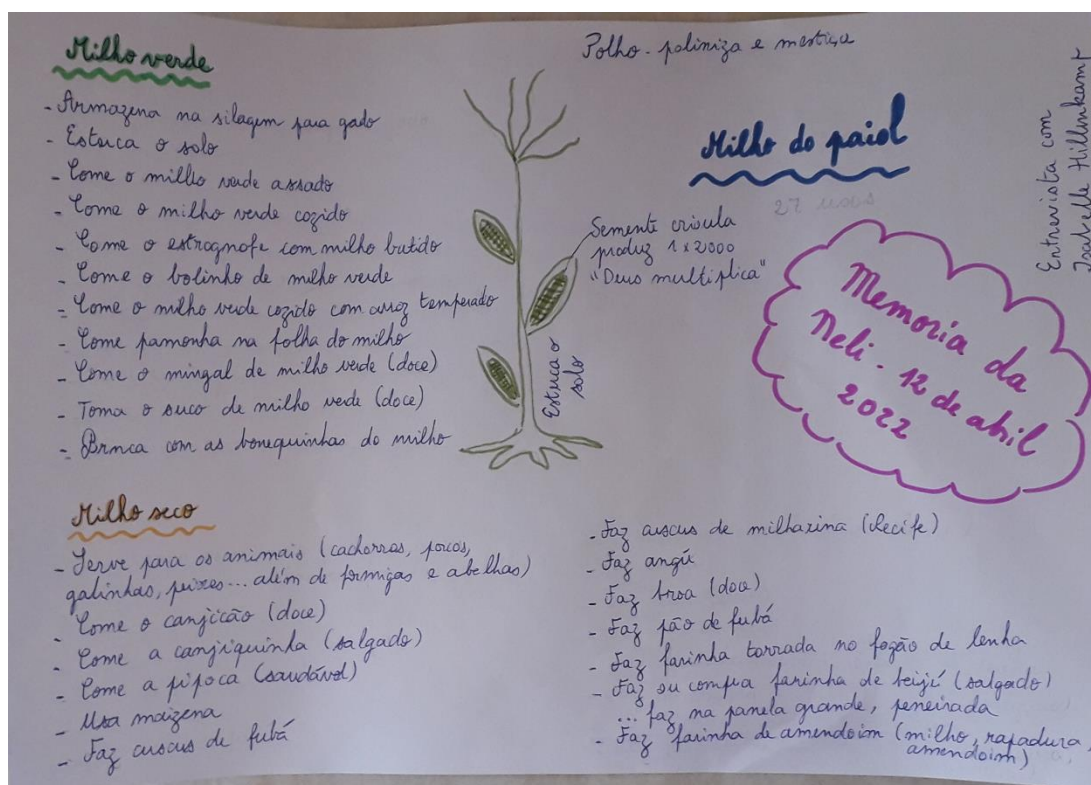 Milho verde
- Armazena na silagem para gado
- Estuca o solo
- Come o milho verde assado
- Come o milho verde cozido
- Come o estrognofe com milho batido
- Come o bolinho de milho verde
- Come o milho verde cozido com arroz temperado
- Come pamonha na folha do milho
- Come o mingal de milho verde (doce)
- Toma o suco de milho verde (doce)
- Brinca com as bonequinhas do milho
Polho - poliniza e mestiça
Milho do paiol
Semente crioula
produz 1x2000
"Deus multiplica"
Estuca o
solo
Entrevista com
Isabelle Hillenkamp
Memoria da
Neli - 12 de abril
2022
Milho seco
- Serve para os animais (cachorras, porcos,
galinhas, peixes... além de formigas e abelhas)
- Come o canjicão (doce)
- Come a canjiquinha (salgado)
- Come a pipoca (saudável)
- Usa maizena
- Faz cuscus de fubá
- Faz cuscus de milharina (Recife)
- Faz angú
- Faz broa (doce)
- Faz pão de fubá
- Faz farinha torrada no fogão de lenha
- Faz ou compra farinha de beijú (salgado)
... faz na panela grande, peneirada
- Faz farinha de amendoim (milho, rapadura,
amendoim)